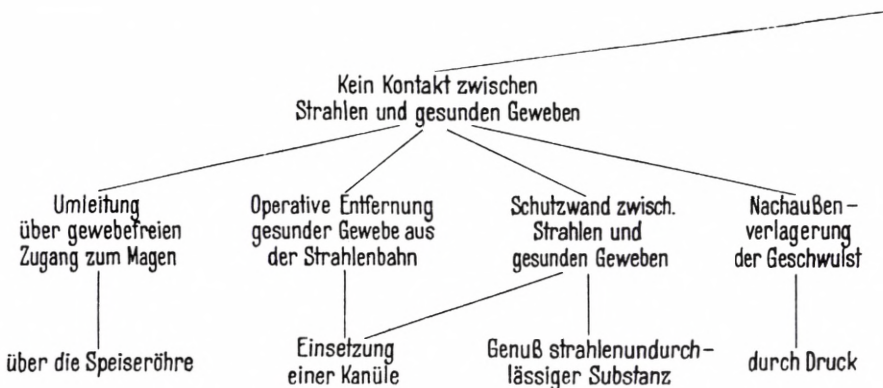 Kein Kontakt zwischen
Strahlen und gesunden Geweben
Umleitung
über gewebefreien
Zugang zum Magen
Operative Entfernung
gesunder Gewebe aus
der Strahlenbahn
Schutzwand zwisch.
Strahlen und
gesunden Geweben
Nachaußen-
verlagerung
der Geschwulst
über die Speiseröhre
Einsetzung
einer Kanüle
Genuß strahlenundurch-
lässiger Substanz
durch Druck